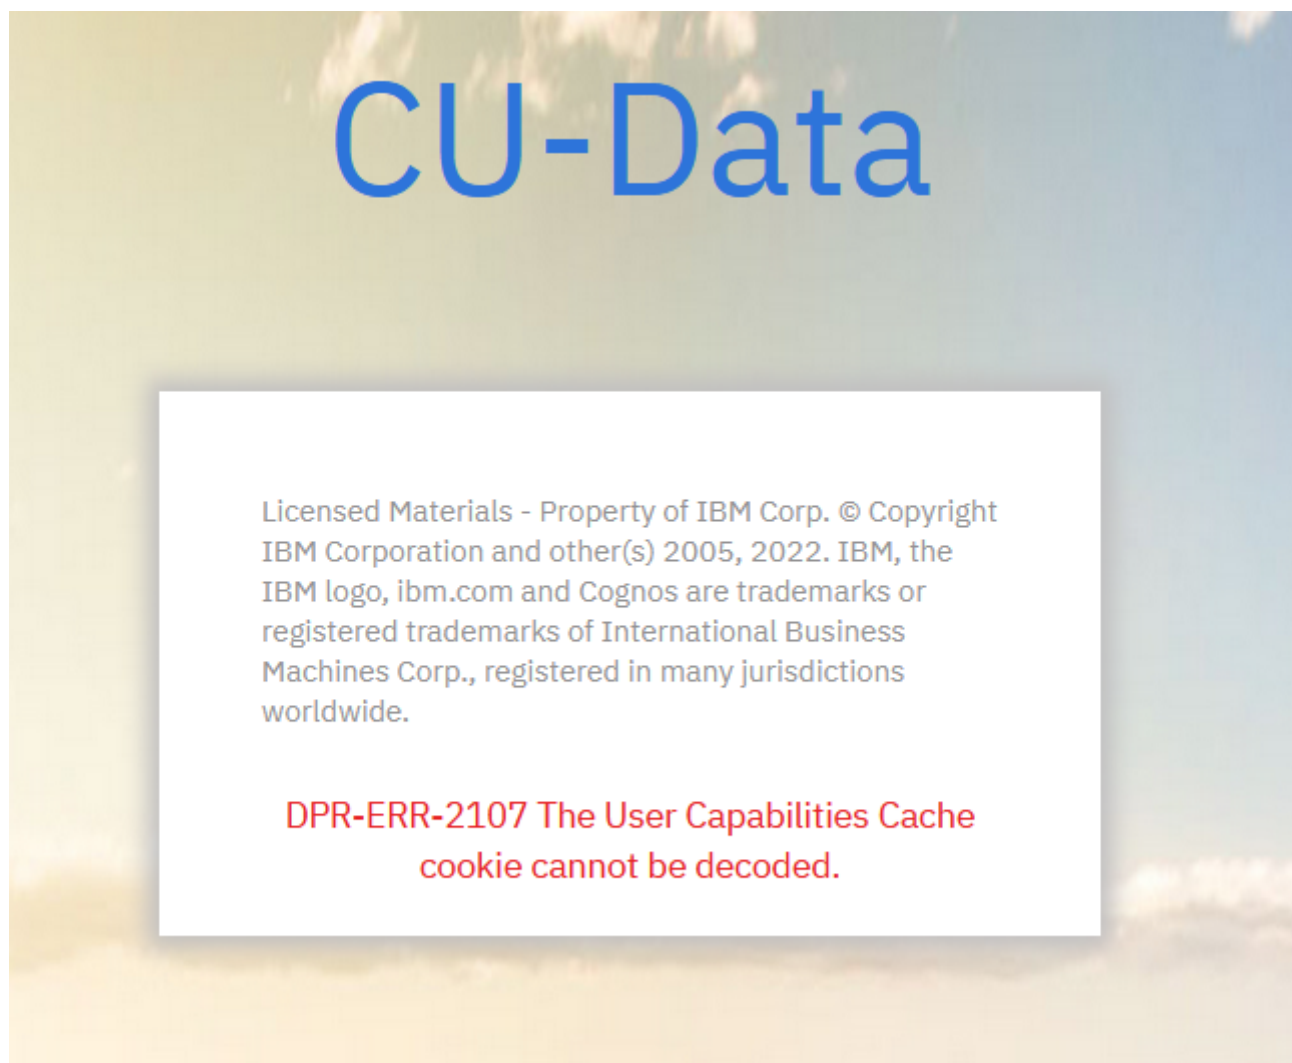 CU-Data
Licensed Materials - Property of IBM Corp. © Copyright
IBM Corporation and other(s) 2005, 2022. IBM, the
IBM logo, ibm.com and Cognos are trademarks or
registered trademarks of International Business
Machines Corp., registered in many jurisdictions
worldwide.
DPR-ERR-2107 The User Capabilities Cache
cookie cannot be decoded.